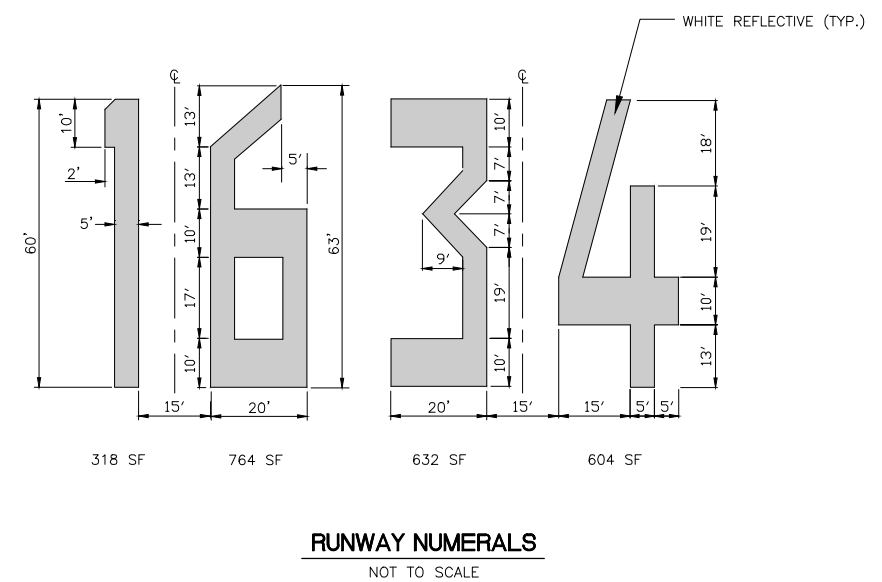 WHITE REFLECTIVE (TYP.)
℄ ℄
10' 2' 5' 60'
13' 13' 10' 17' 10' 5' 63'
10' 7' 7' 7' 19' 10' 9'
18' 19' 10' 13'
15' 20' 20' 15' 15' 5' 5'
318 SF 764 SF 632 SF 604 SF
RUNWAY NUMERALS
NOT TO SCALE